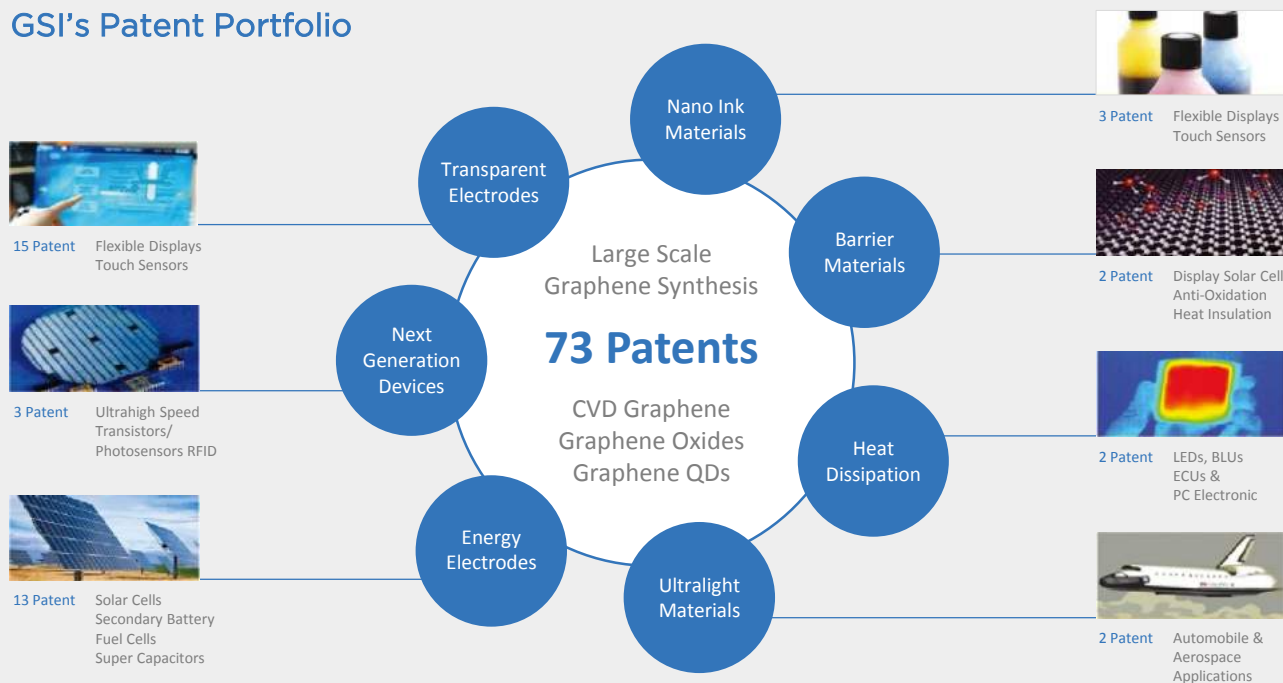 GSI's Patent Portfolio
Transparent
Electrodes
15 Patent
Flexible Displays
Touch Sensors
Next
Generation
Devices
3 Patent
Ultrahigh Speed
Transistors/
Photosensors RFID
Energy
Electrodes
13 Patent
Solar Cells
Secondary Battery
Fuel Cells
Super Capacitors
Large Scale
Graphene Synthesis
73 Patents
CVD Graphene
Graphene Oxides
Graphene QDs
Nano Ink
Materials
3 Patent
Flexible Displays
Touch Sensors
Barrier
Materials
2 Patent
Display Solar Cell
Anti-Oxidation
Heat Insulation
Heat
Dissipation
2 Patent
LEDs, BLUs
ECUs &
PC Electronic
Ultralight
Materials
2 Patent
Automobile &
Aerospace
Applications